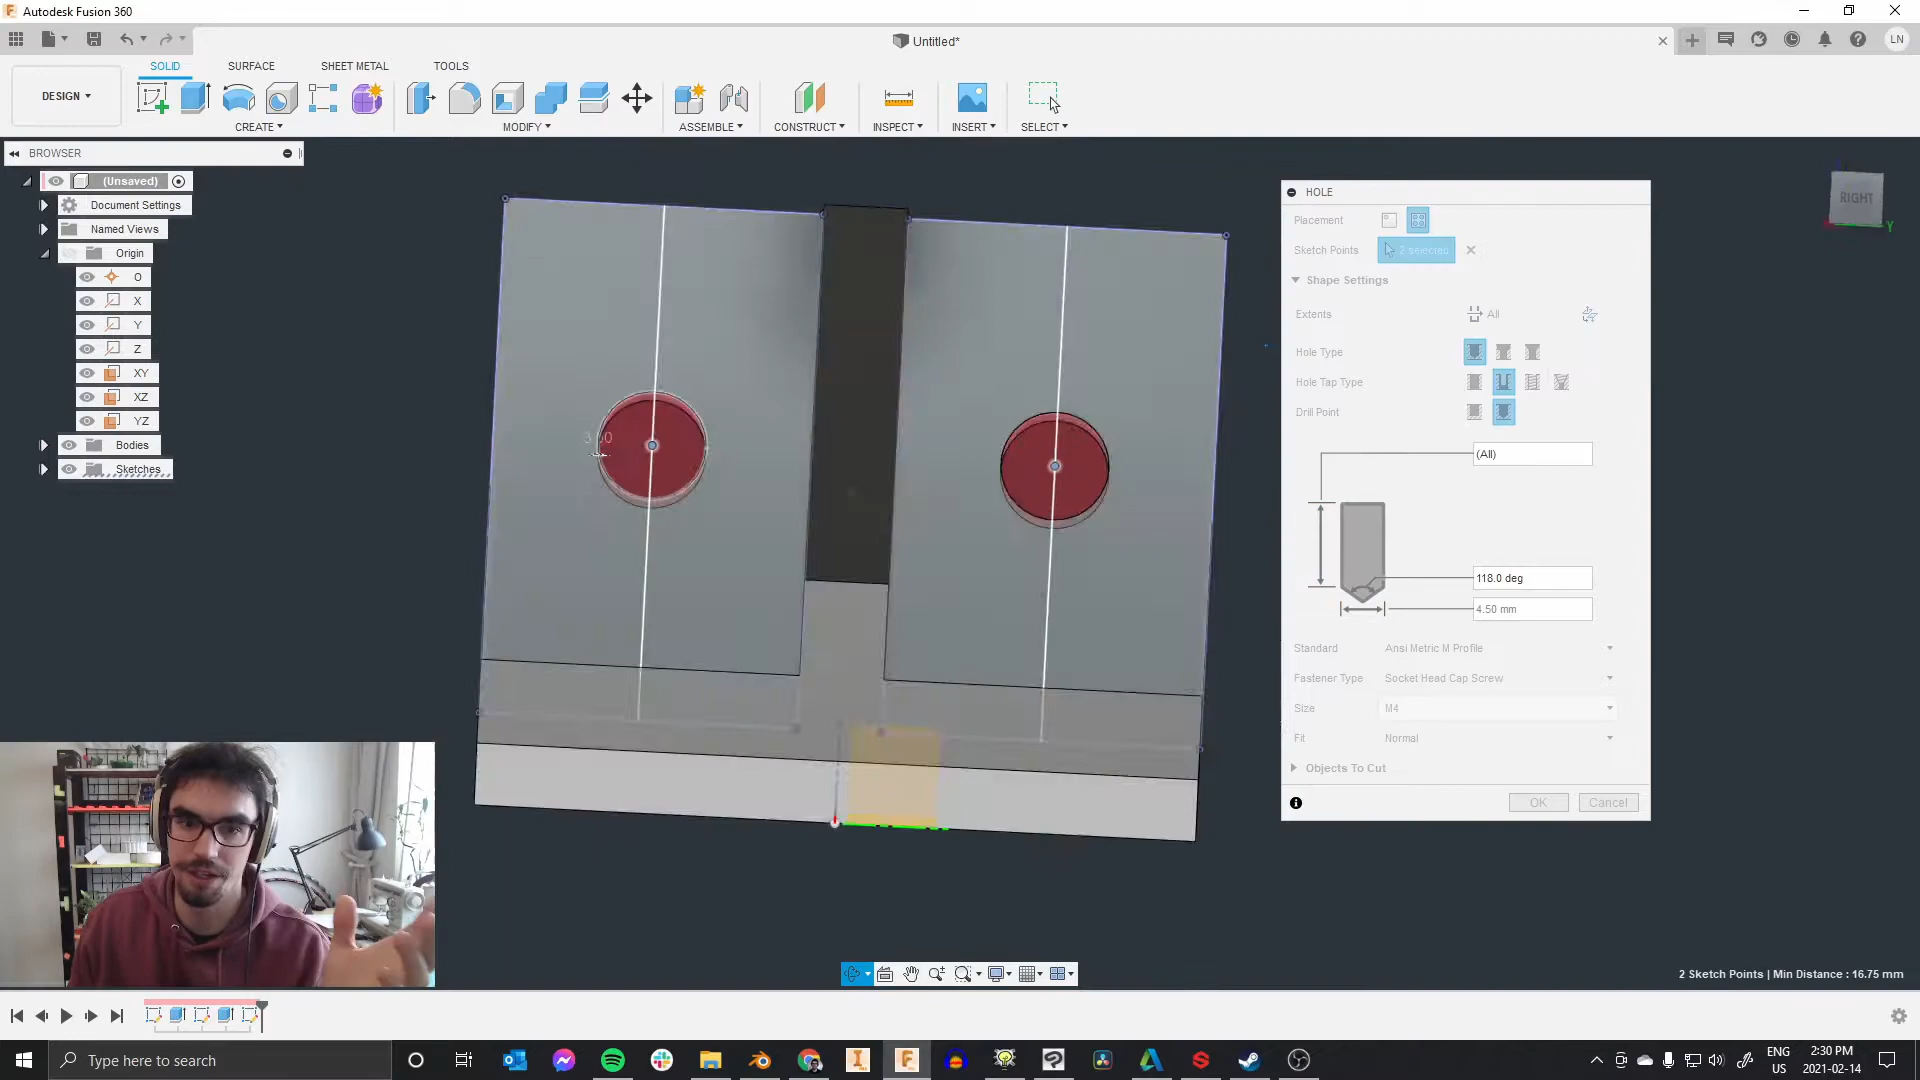 Autodesk Fusion 360
Untitled*
LN
DESIGN
SOLID
SURFACE
SHEET METAL
TOOLS
CREATE
MODIFY
ASSEMBLE
CONSTRUCT
INSPECT
INSERT
SELECT
BROWSER
(Unsaved)
Document Settings
Named Views
Origin
O
X
Y
Z
XY
XZ
YZ
Bodies
Sketches
RIGHT
Y
HOLE
Placement
Sketch Points
2 selected
Shape Settings
Extents
All
Hole Type
Hole Tap Type
Drill Point
(All)
118.0 deg
4.50 mm
Standard
Ansi Metric M Profile
Fastener Type
Socket Head Cap Screw
Size
M4
Fit
Normal
Objects To Cut
OK
Cancel
2 Sketch Points | Min Distance : 16.75 mm
Type here to search
ENG
US
2:30 PM
2021-02-14